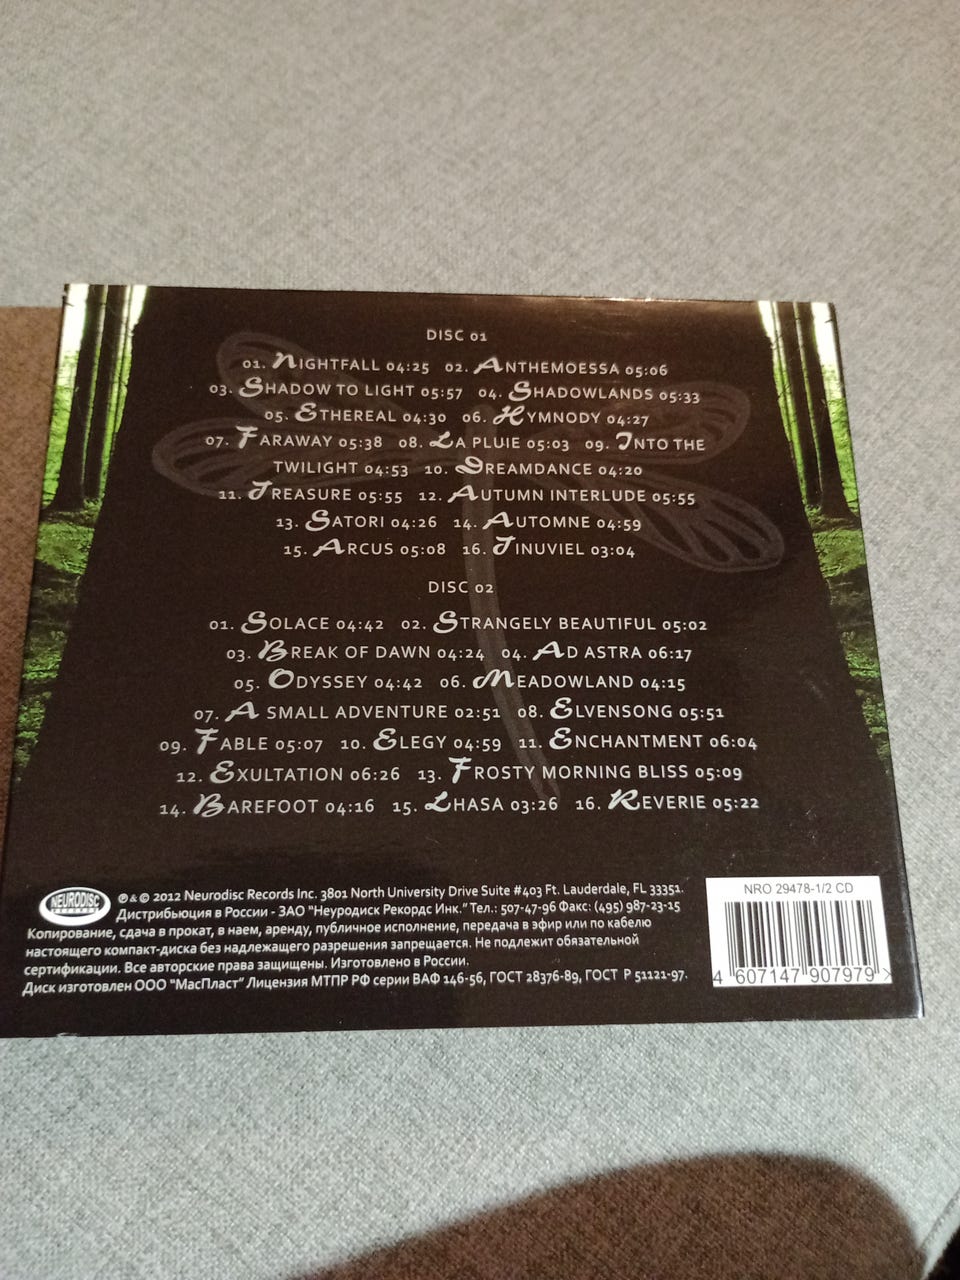 DISC 01
01. NIGHTFALL 04:25 02. ANTHEMOESSA 05:06
03. SHADOW TO LIGHT 05:57 04. SHADOWLANDS 05:33
05. ETHEREAL 04:30 06. HYMNODY 04:27
07. FARAWAY 05:38 08. LA PLUIE 05:03 09. INTO THE
TWILIGHT 04:53 10. DREAMDANCE 04:20
11. TREASURE 05:55 12. AUTUMN INTERLUDE 05:55
13. SATORI 04:26 14. AUTOMNE 04:59
15. ARCUS 05:08 16. TINUVIEL 03:04
DISC 02
01. SOLACE 04:42 02. STRANGELY BEAUTIFUL 05:02
03. BREAK OF DAWN 04:24 04. AD ASTRA 06:17
05. ODYSSEY 04:42 06. MEADOWLAND 04:15
07. A SMALL ADVENTURE 02:51 08. ELVENSONG 05:51
09. FABLE 05:07 10. ELEGY 04:59 11. ENCHANTMENT 06:04
12. EXULTATION 06:26 13. FROSTY MORNING BLISS 05:09
14. BAREFOOT 04:16 15. LHASA 03:26 16. REVERIE 05:22
NEURODISC
RECORDS
℗ & © 2012 Neurodisc Records Inc. 3801 North University Drive Suite #403 Ft. Lauderdale, FL 33351.
Дистрибьюция в России - ЗАО "Неуродиск Рекордс Инк." Тел.: 507-47-96 Факс: (495) 987-23-15
Копирование, сдача в прокат, в наем, аренду, публичное исполнение, передача в эфир или по кабелю
настоящего компакт-диска без надлежащего разрешения запрещается. Не подлежит обязательной
сертификации. Все авторские права защищены. Изготовлено в России.
Диск изготовлен ООО "МасПласт" Лицензия МТПР РФ серии ВАФ 146-56, ГОСТ 28376-89, ГОСТ Р 51121-97.
NRO 29478-1/2 CD
4 607147 907979 >